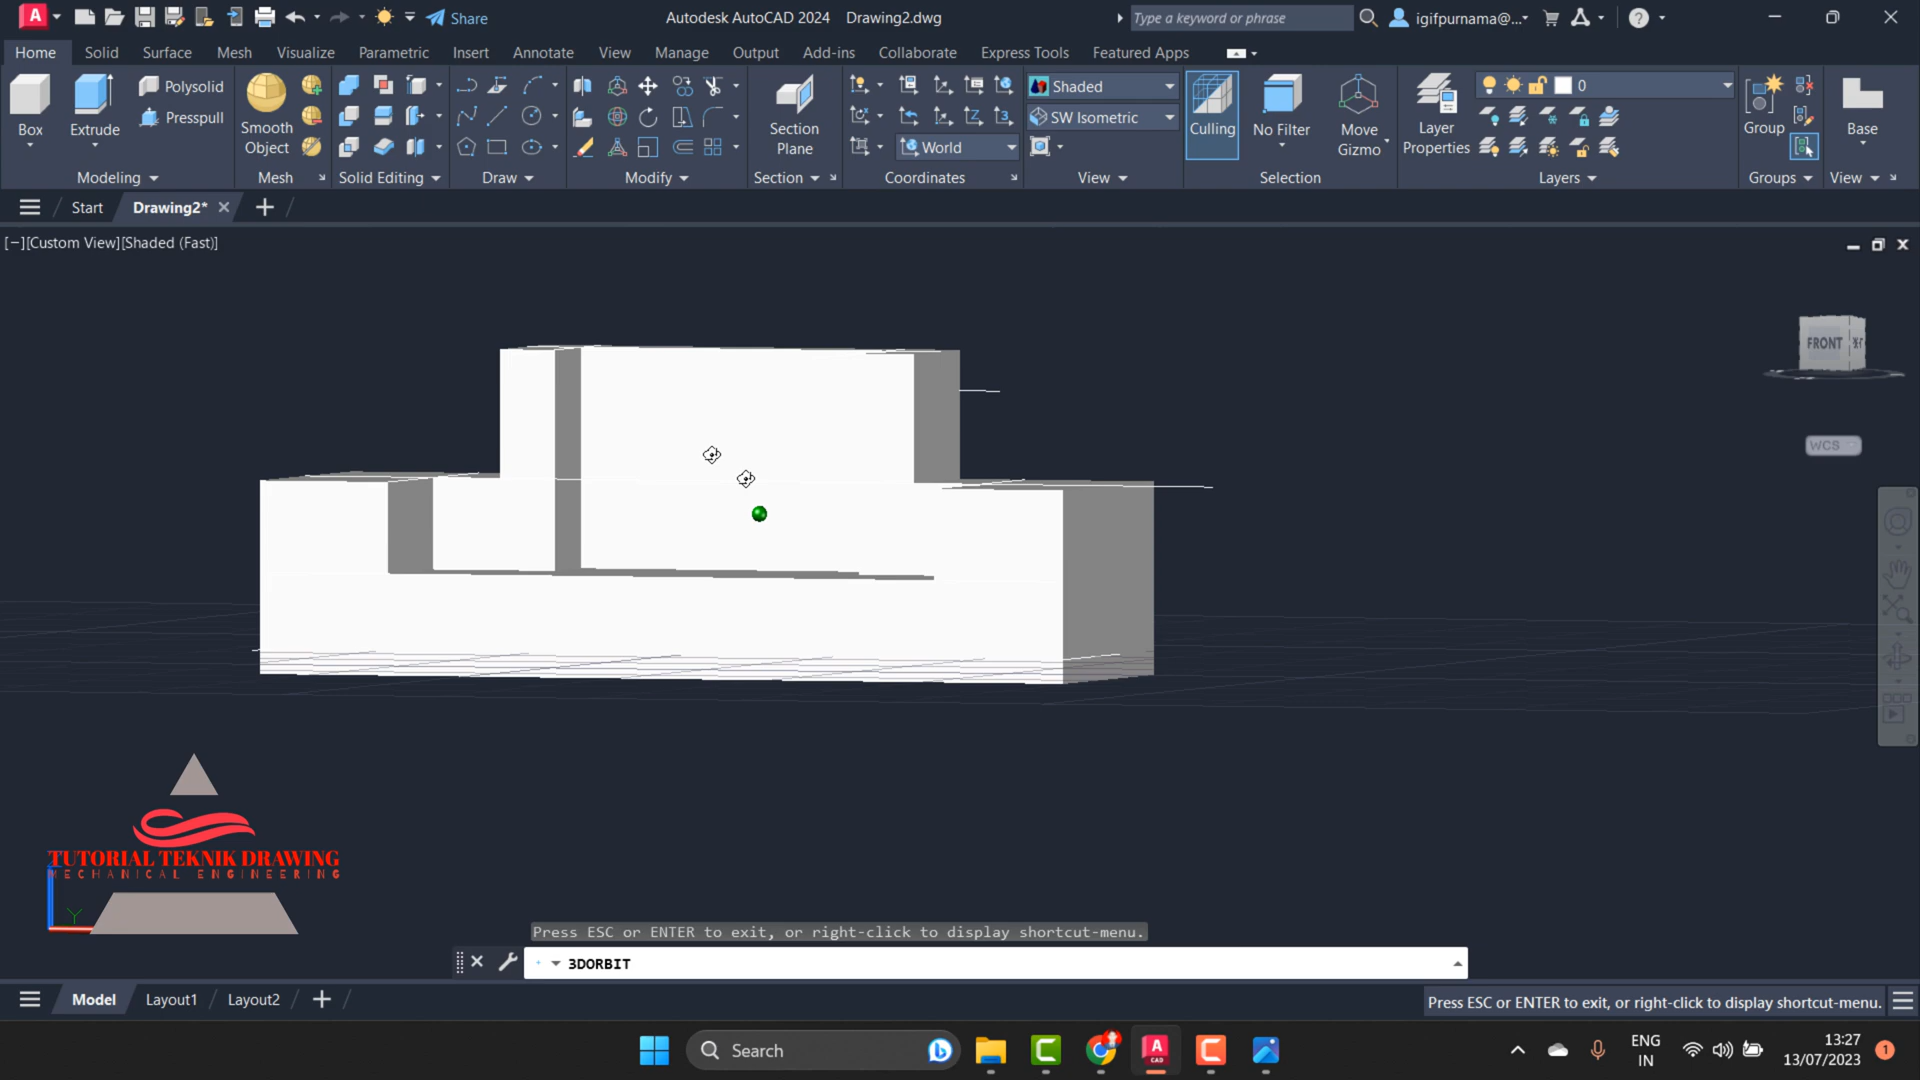 Share
Autodesk AutoCAD 2024 Drawing2.dwg
Type a keyword or phrase
igifpurnama@...
Home Solid Surface Mesh Visualize Parametric Insert Annotate View Manage Output Add-ins Collaborate Express Tools Featured Apps
Box
Extrude
Polysolid
Presspull
Smooth Object
Section Plane
World
Shaded
SW Isometric
Culling
No Filter
Move Gizmo
Layer Properties
0
Group
Base
Modeling Mesh Solid Editing Draw Modify Section Coordinates View Selection Layers Groups View
Start Drawing2*
[−][Custom View][Shaded (Fast)]
FRONT
WCS
TUTORIAL TEKNIK DRAWING
MECHANICAL ENGINEERING
Y
Press ESC or ENTER to exit, or right-click to display shortcut-menu.
3DORBIT
Model Layout1 Layout2
Press ESC or ENTER to exit, or right-click to display shortcut-menu.
Search
ENG
IN
13:27
13/07/2023
1